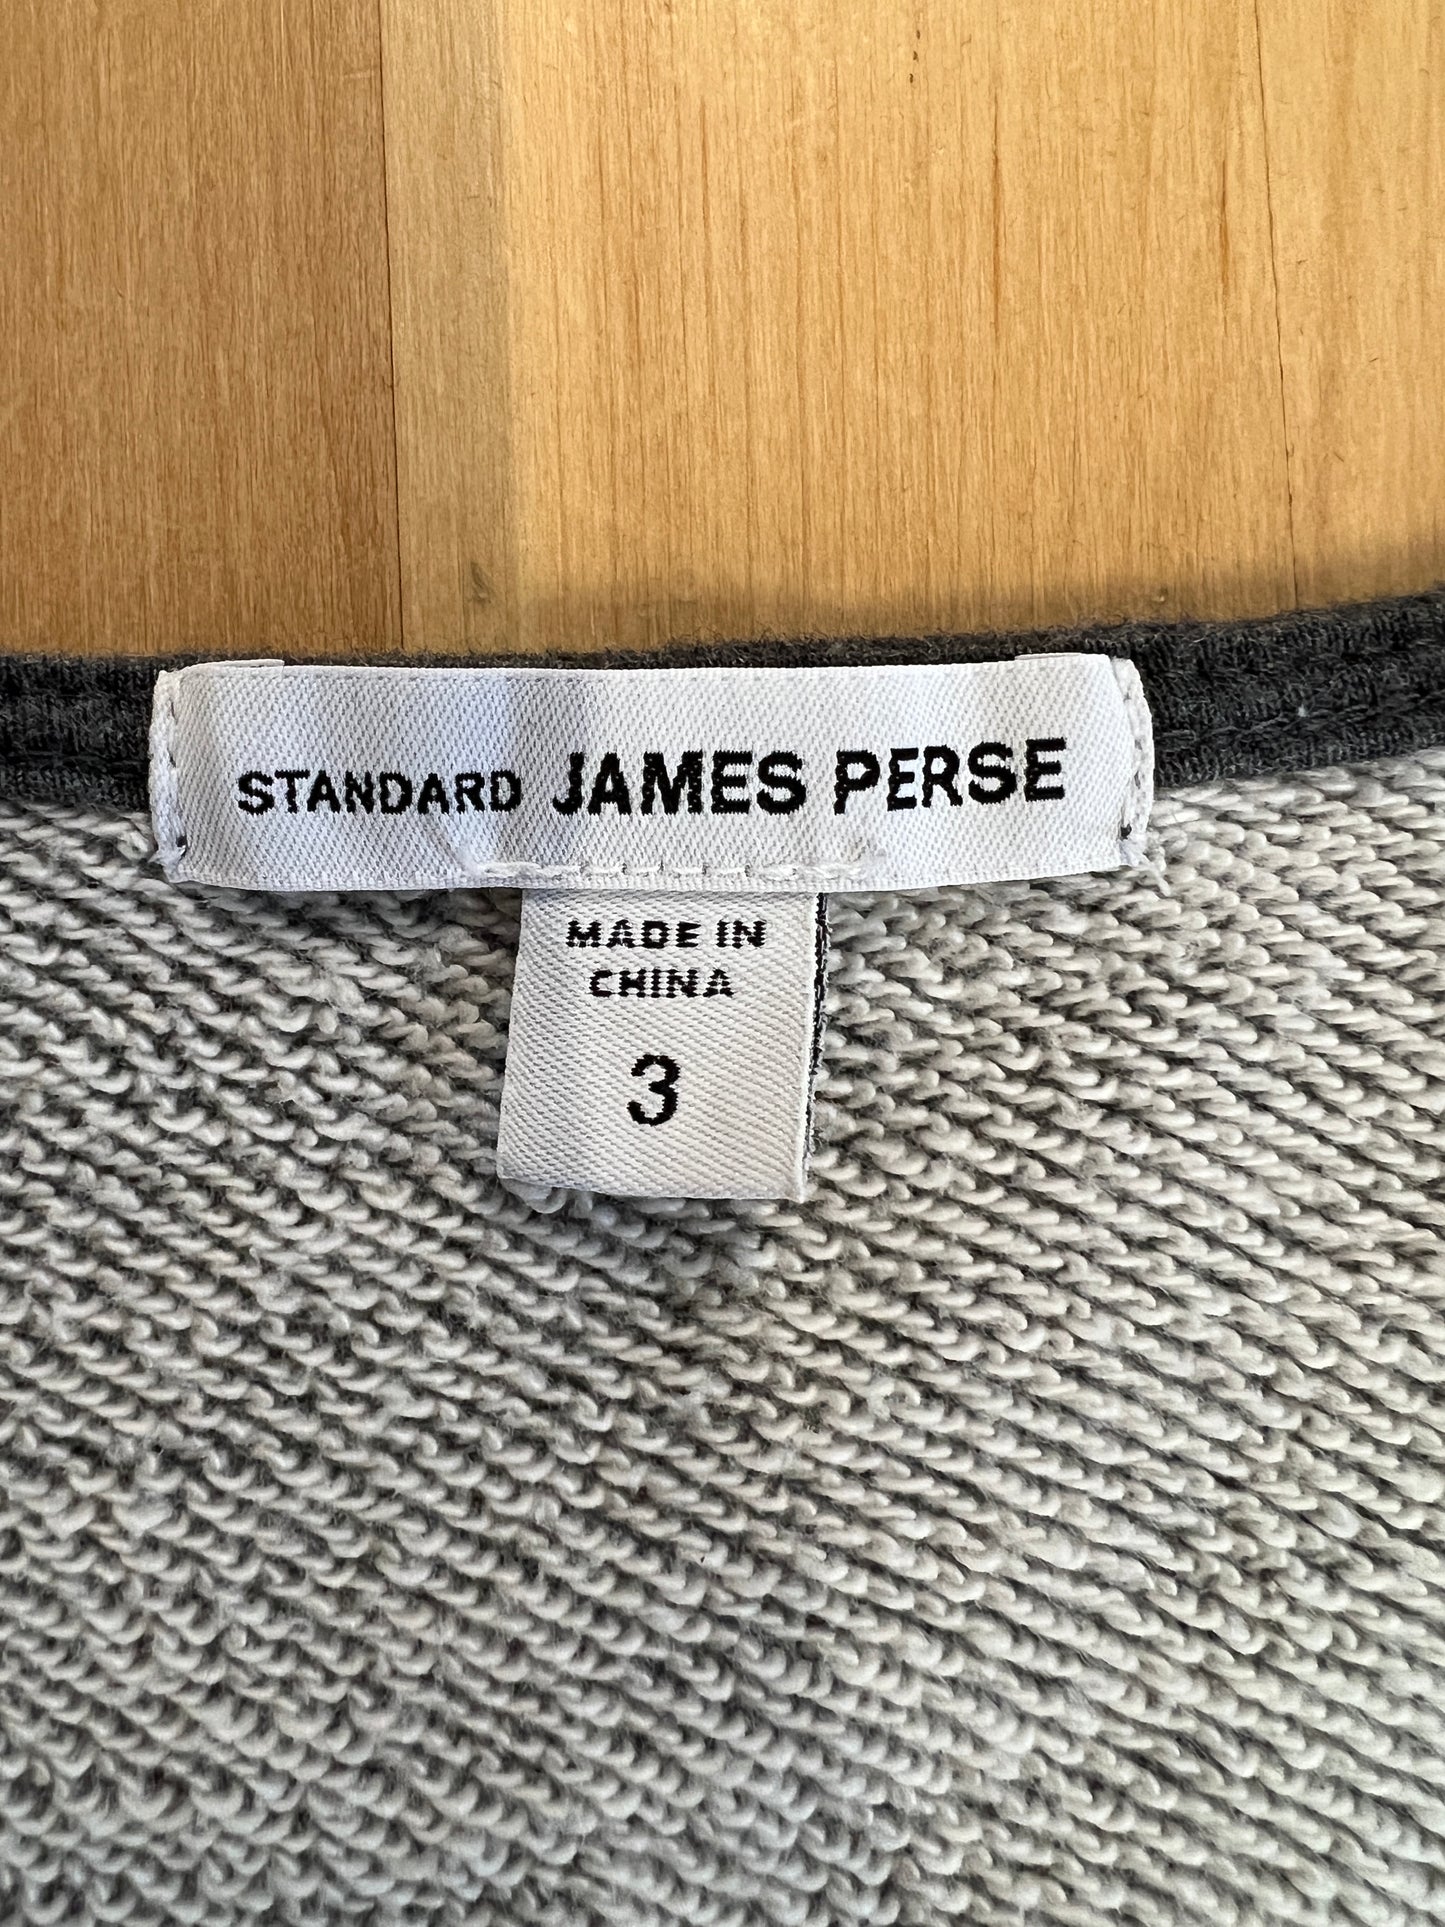 STANDARD JAMES PERSE
MADE IN
CHINA
3